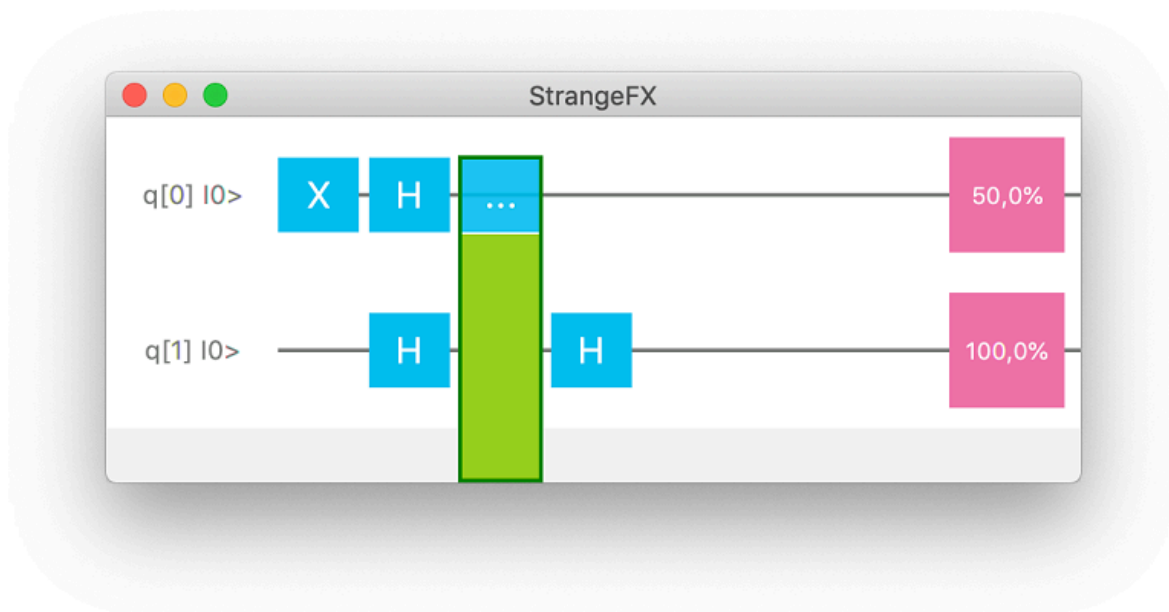 StrangeFX
q[0] I0> X H ... 50,0%
q[1] I0> H H 100,0%